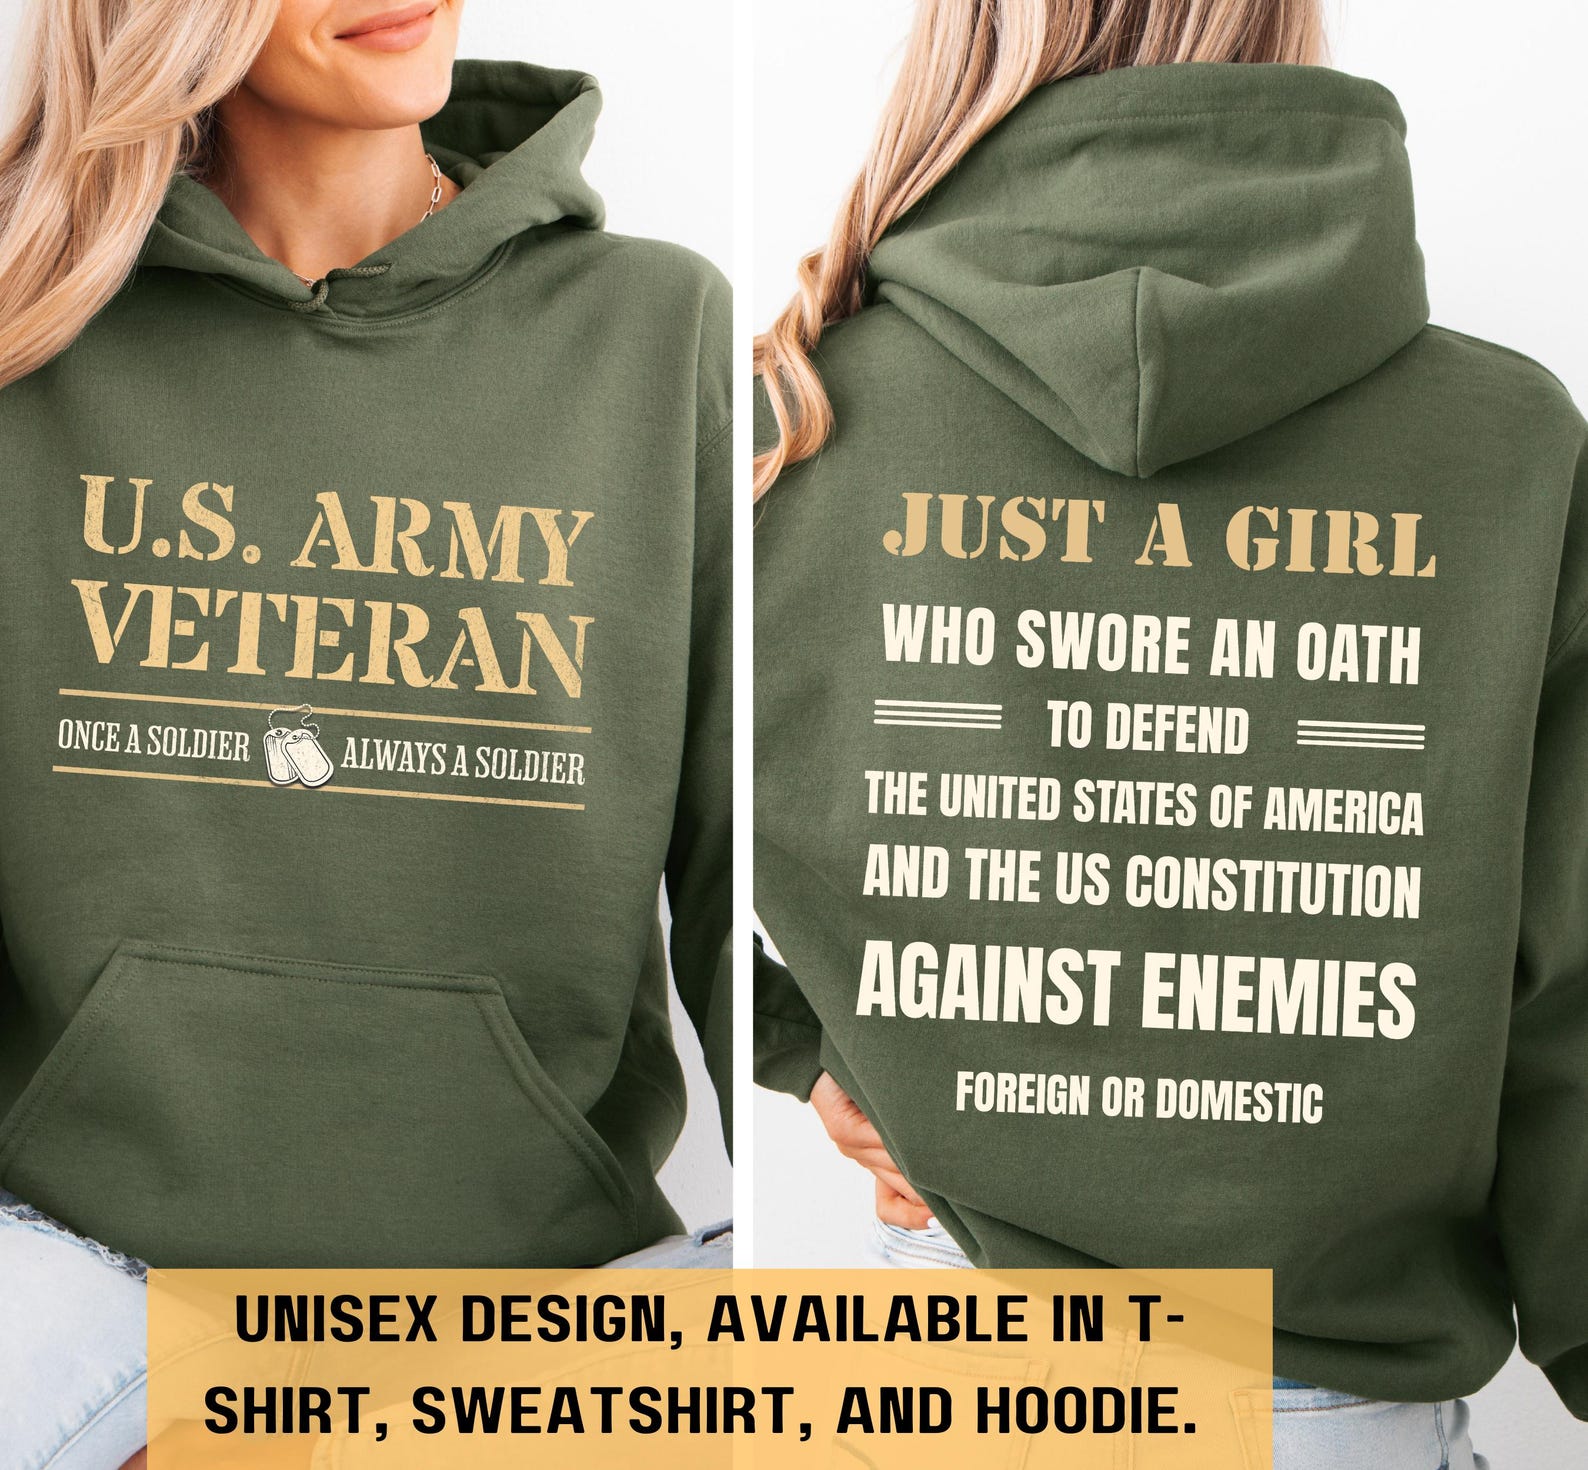 U.S. ARMY
VETERAN
ONCE A SOLDIER ALWAYS A SOLDIER
JUST A GIRL
WHO SWORE AN OATH
TO DEFEND
THE UNITED STATES OF AMERICA
AND THE US CONSTITUTION
AGAINST ENEMIES
FOREIGN OR DOMESTIC
UNISEX DESIGN, AVAILABLE IN T-
SHIRT, SWEATSHIRT, AND HOODIE.